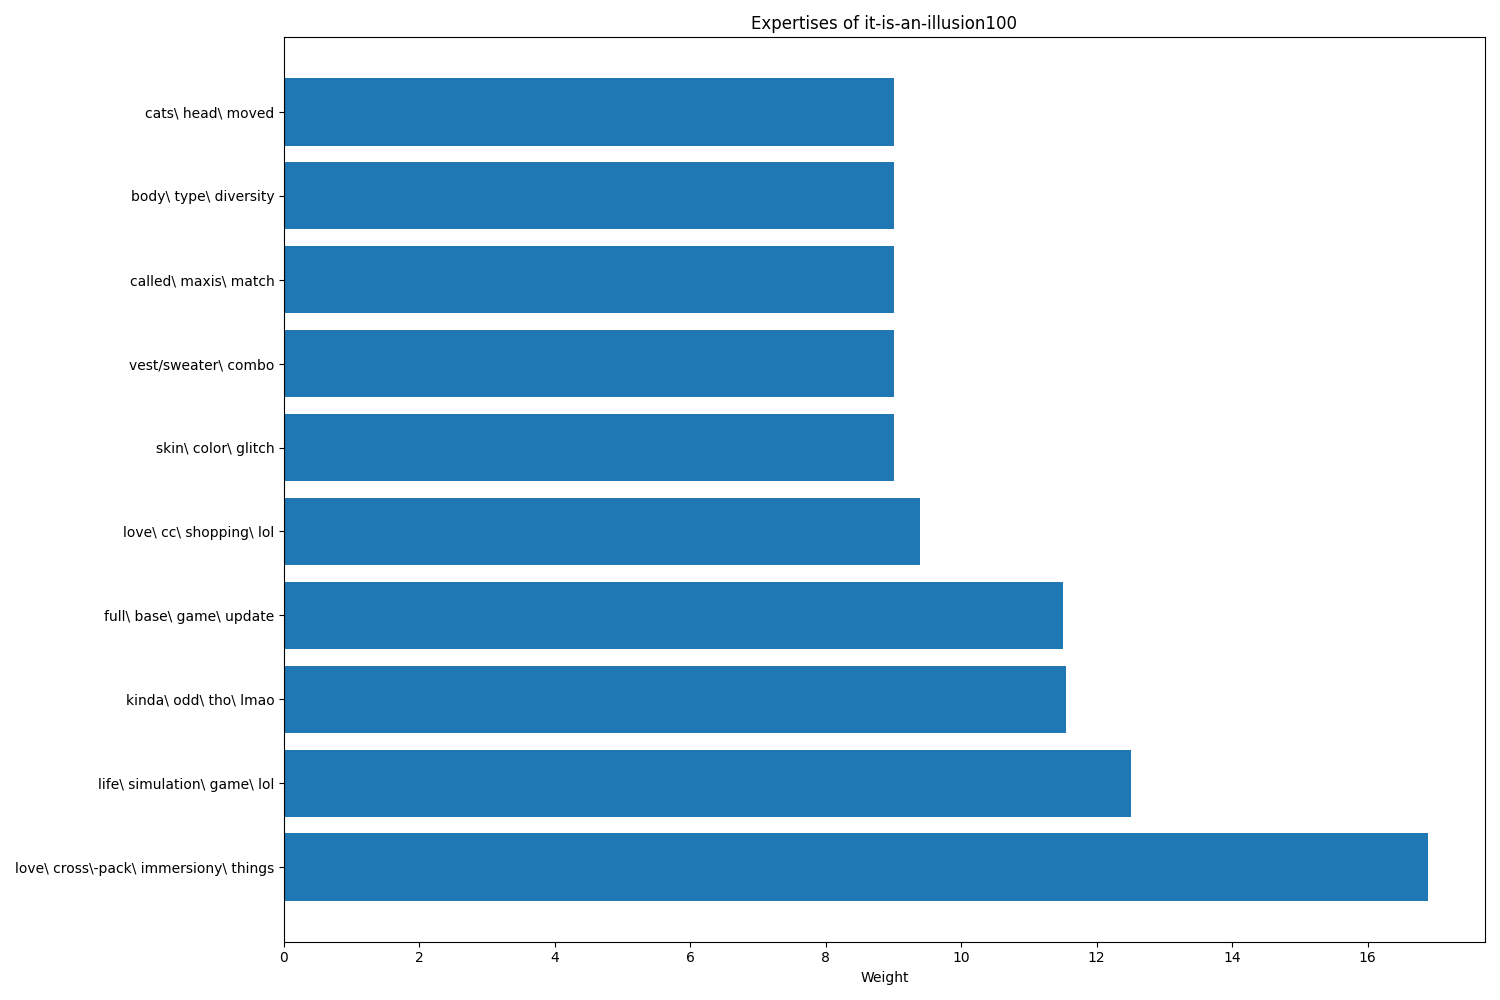 Expertises of it-is-an-illusion100
cats\ head\ moved
body\ type\ diversity
called\ maxis\ match
vest/sweater\ combo
skin\ color\ glitch
love\ cc\ shopping\ lol
full\ base\ game\ update
kinda\ odd\ tho\ lmao
life\ simulation\ game\ lol
love\ cross\-pack\ immersiony\ things
0 2 4 6 8 10 12 14 16
Weight